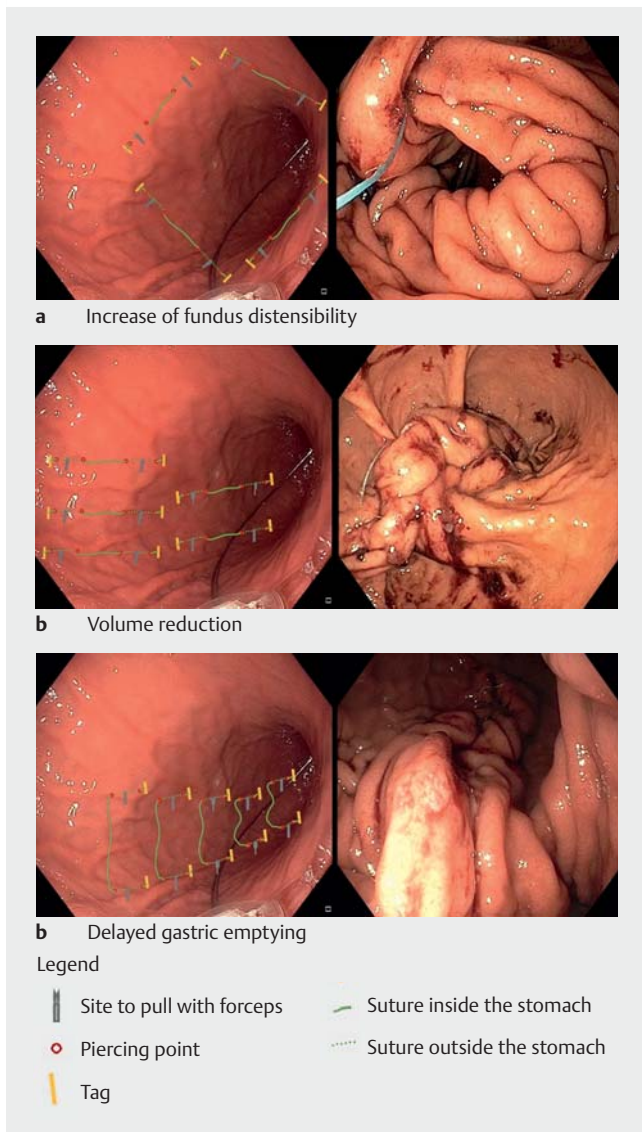 a Increase of fundus distensibility
b Volume reduction
b Delayed gastric emptying
Legend
Site to pull with forceps
Piercing point
Tag
Suture inside the stomach
Suture outside the stomach